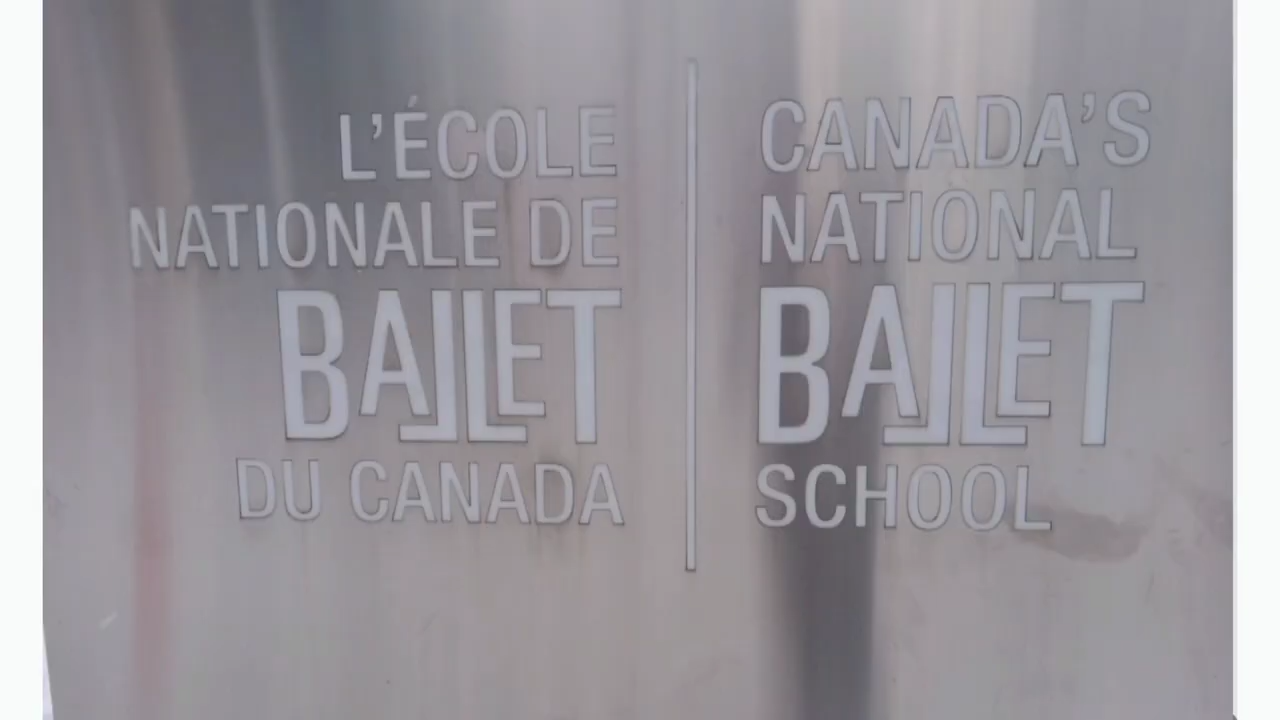 L'ÉCOLE
NATIONALE DE
BALLET
DU CANADA
CANADA'S
NATIONAL
BALLET
SCHOOL